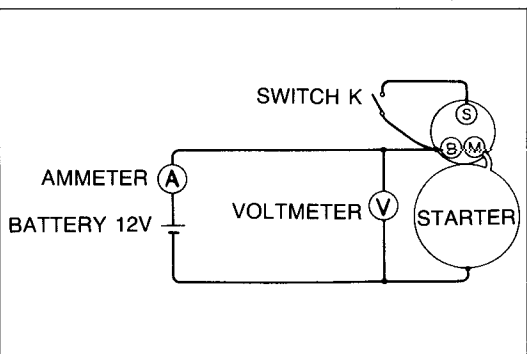 SWITCH K
S
B M
AMMETER A
BATTERY 12V
VOLTMETER V
STARTER